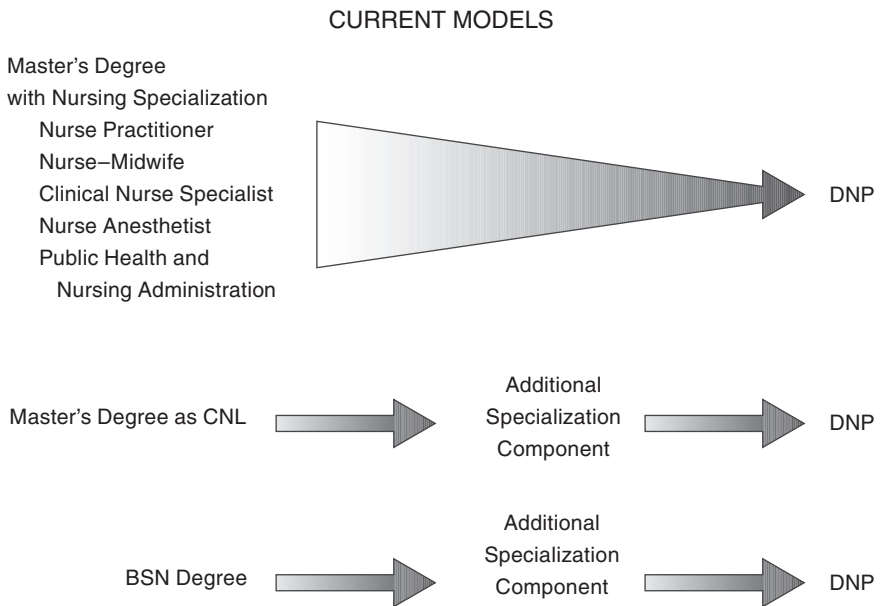 CURRENT MODELS
Master's Degree
with Nursing Specialization
Nurse Practitioner
Nurse–Midwife
Clinical Nurse Specialist
Nurse Anesthetist
Public Health and
Nursing Administration
DNP
Master's Degree as CNL
Additional
Specialization
Component
DNP
BSN Degree
Additional
Specialization
Component
DNP